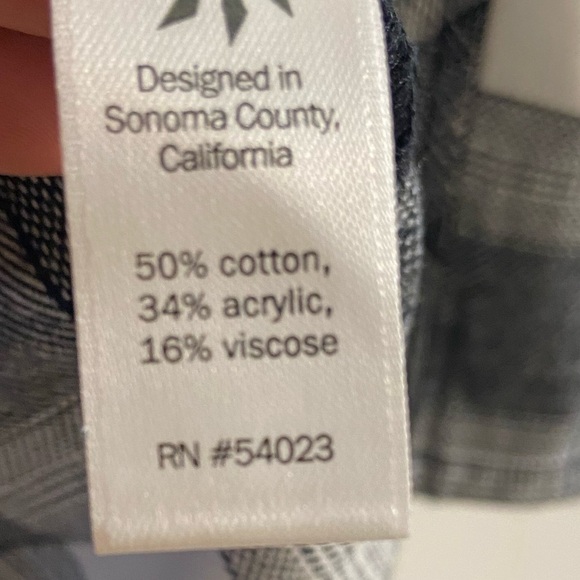 Designed in
Sonoma County,
California
50% cotton,
34% acrylic,
16% viscose
RN #54023